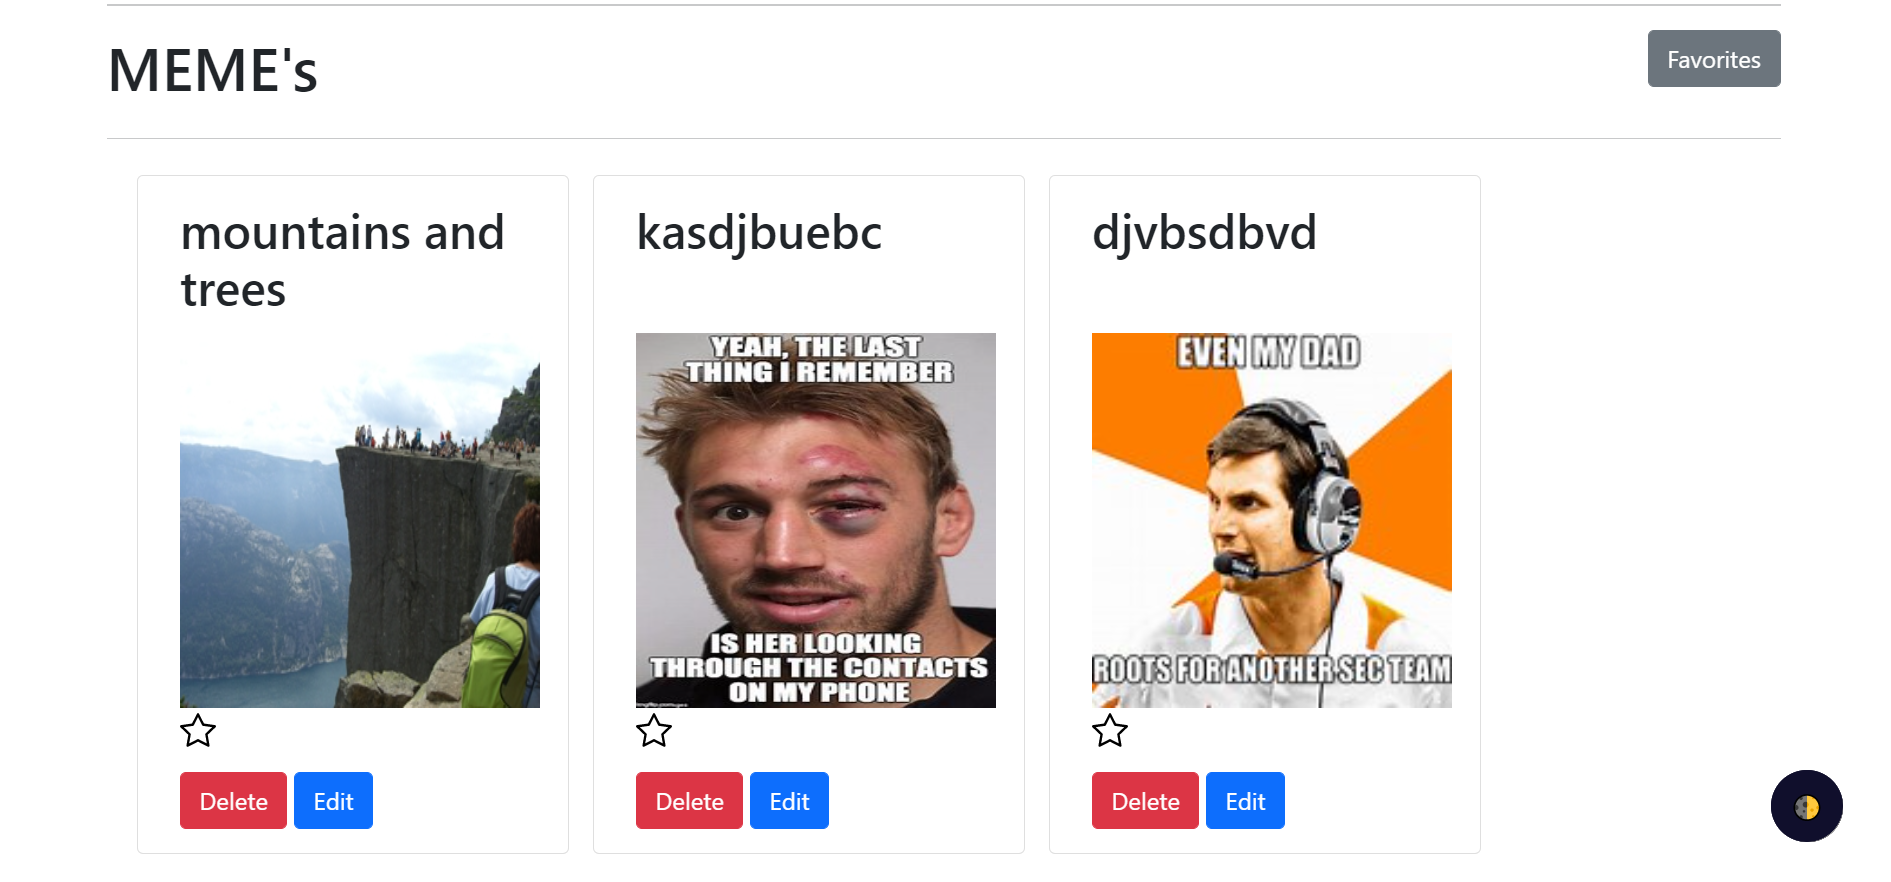 MEME's
Favorites
mountains and
trees
Delete Edit
kasdjbuebc
YEAH, THE LAST
THING I REMEMBER
IS HER LOOKING
THROUGH THE CONTACTS
ON MY PHONE
Delete Edit
djvbsdbvd
EVEN MY DAD
ROOTS FOR ANOTHER SEC TEAM
Delete Edit